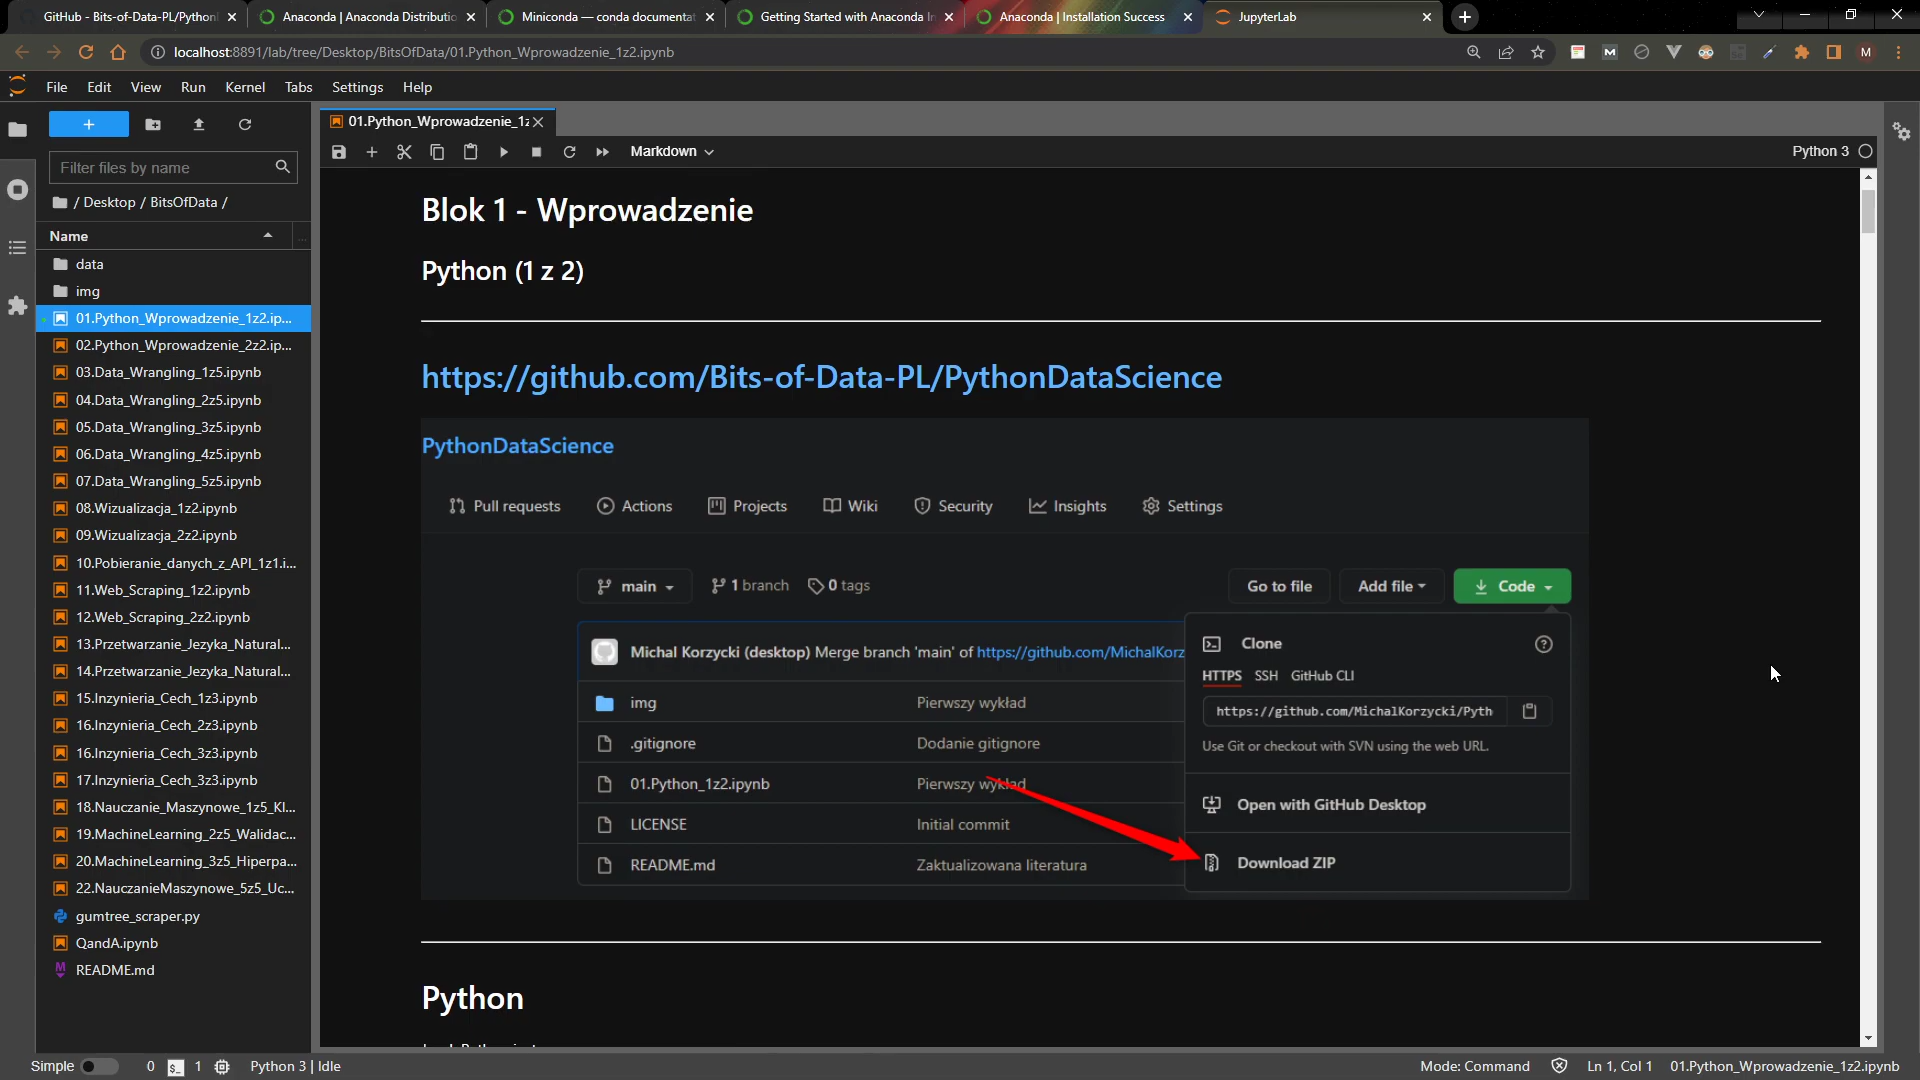 GitHub - Bits-of-Data-PL/Python
Anaconda | Anaconda Distributio
Miniconda — conda documentat
Getting Started with Anaconda In
Anaconda | Installation Success
JupyterLab
localhost:8891/lab/tree/Desktop/BitsOfData/01.Python_Wprowadzenie_1z2.ipynb
File Edit View Run Kernel Tabs Settings Help
01.Python_Wprowadzenie_1z
Markdown
Python 3
Filter files by name
/ Desktop / BitsOfData /
Name
data
img
01.Python_Wprowadzenie_1z2.ip...
02.Python_Wprowadzenie_2z2.ip...
03.Data_Wrangling_1z5.ipynb
04.Data_Wrangling_2z5.ipynb
05.Data_Wrangling_3z5.ipynb
06.Data_Wrangling_4z5.ipynb
07.Data_Wrangling_5z5.ipynb
08.Wizualizacja_1z2.ipynb
09.Wizualizacja_2z2.ipynb
10.Pobieranie_danych_z_API_1z1.i...
11.Web_Scraping_1z2.ipynb
12.Web_Scraping_2z2.ipynb
13.Przetwarzanie_Jezyka_Natural...
14.Przetwarzanie_Jezyka_Natural...
15.Inzynieria_Cech_1z3.ipynb
16.Inzynieria_Cech_2z3.ipynb
16.Inzynieria_Cech_3z3.ipynb
17.Inzynieria_Cech_3z3.ipynb
18.Nauczanie_Maszynowe_1z5_Kl...
19.MachineLearning_2z5_Walidac...
20.MachineLearning_3z5_Hiperpa...
22.NauczanieMaszynowe_5z5_Uc...
gumtree_scraper.py
QandA.ipynb
README.md
Blok 1 - Wprowadzenie
Python (1 z 2)
https://github.com/Bits-of-Data-PL/PythonDataScience
PythonDataScience
Pull requests Actions Projects Wiki Security Insights Settings
main 1 branch 0 tags Go to file Add file Code
Michal Korzycki (desktop) Merge branch 'main' of https://github.com/MichalKorz
img Pierwszy wykład
.gitignore Dodanie gitignore
01.Python_1z2.ipynb Pierwszy wykład
LICENSE Initial commit
README.md Zaktualizowana literatura
Clone
HTTPS SSH GitHub CLI
https://github.com/MichalKorzycki/Pyth
Use Git or checkout with SVN using the web URL.
Open with GitHub Desktop
Download ZIP
Python
Simple 0 1 Python 3 | Idle
Mode: Command Ln 1, Col 1 01.Python_Wprowadzenie_1z2.ipynb